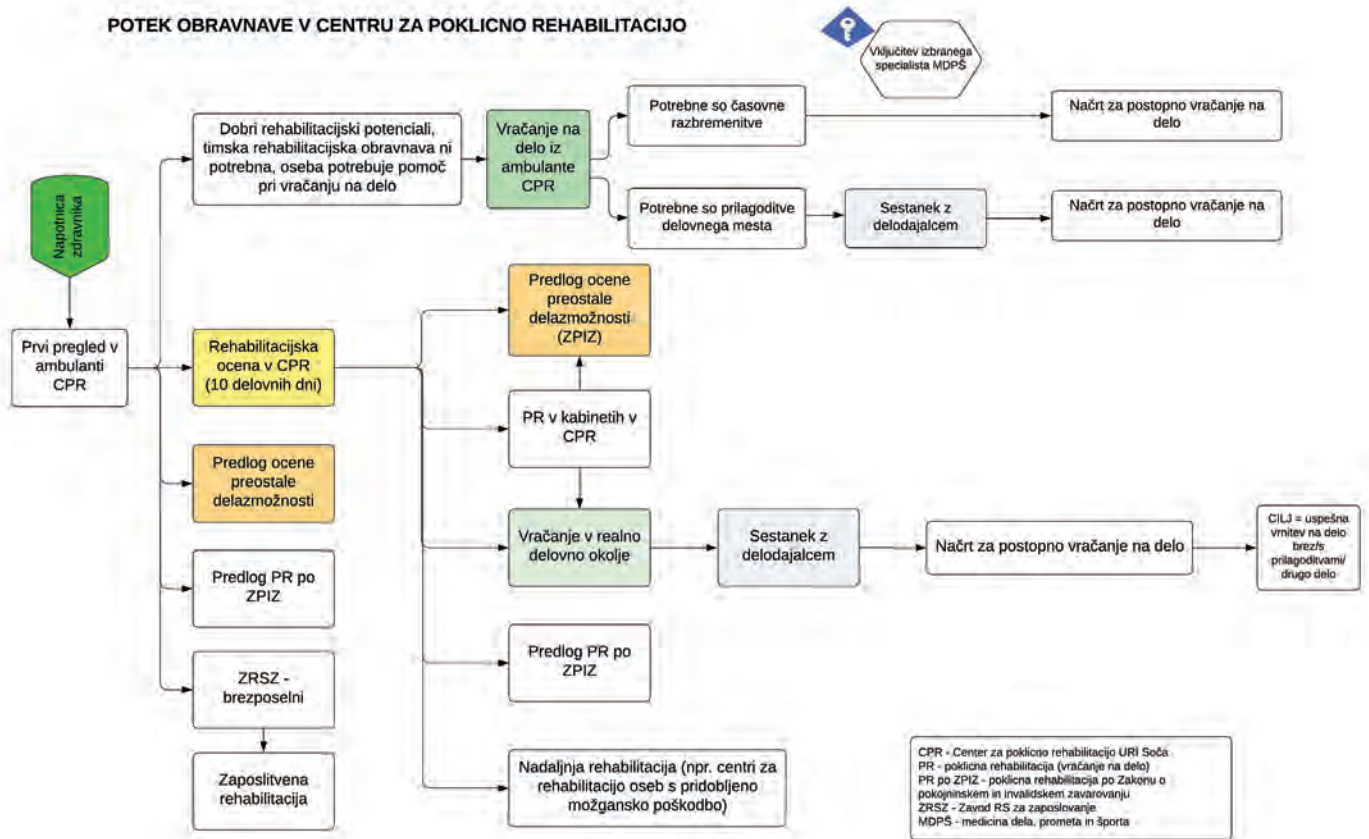 POTEK OBRAVNAVE V CENTRU ZA POKLICNO REHABILITACIJO
Vključitev izbranega
specialista MDPŠ
Napotnica
zdravnika
Prvi pregled v
ambulanti
CPR
Dobri rehabilitacijski potenciali,
timska rehabilitacijska obravnava ni
potrebna, oseba potrebuje pomoč
pri vračanju na delo
Vračanje na
delo iz
ambulante
CPR
Potrebne so časovne
razbremenitve
Načrt za postopno vračanje na
delo
Potrebne so prilagoditve
delovnega mesta
Sestanek z
delodajalcem
Načrt za postopno vračanje na
delo
Rehabilitacijska
ocena v CPR
(10 delovnih dni)
Predlog ocene
preostale
delazmožnosti
Predlog PR po
ZPIZ
ZRSZ -
brezposelni
Zaposlitvena
rehabilitacija
Predlog ocene
preostale
delazmožnosti
(ZPIZ)
PR v kabinetih v
CPR
Vračanje v realno
delovno okolje
Sestanek z
delodajalcem
Načrt za postopno vračanje na delo
CILJ = uspešna
vrnitev na delo
brez/s
prilagoditvami/
drugo delo
Predlog PR po
ZPIZ
Nadaljnja rehabilitacija (npr. centri za
rehabilitacijo oseb s pridobljeno
možgansko poškodbo)
CPR - Center za poklicno rehabilitacijo URI Soča
PR - poklicna rehabilitacija (vračanje na delo)
PR po ZPIZ - poklicna rehabilitacija po Zakonu o
pokojninskem in invalidskem zavarovanju
ZRSZ - Zavod RS za zaposlovanje
MDPŠ - medicina dela, prometa in športa